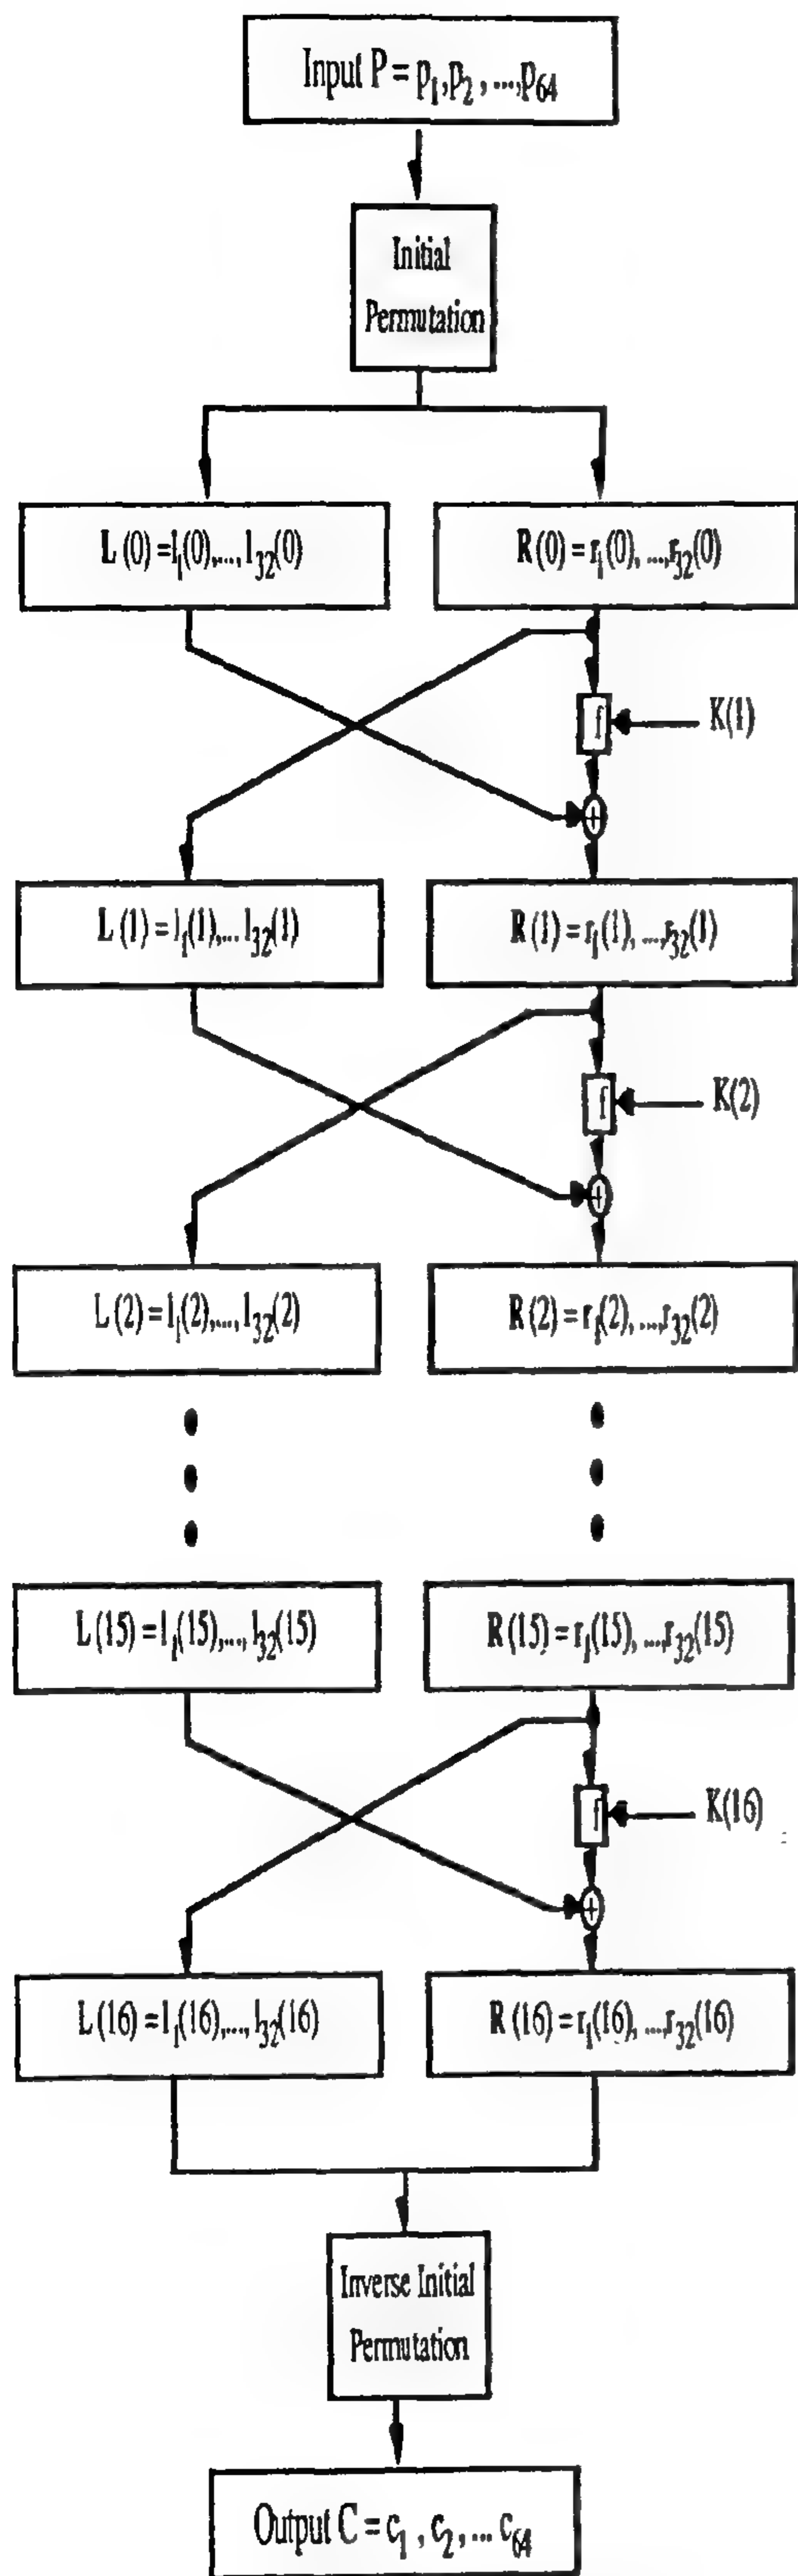 Input P = p₁,p₂ , ...,p₆₄
Initial
Permutation
L (0) =l₁(0),..., l₃₂(0)
R(0) = r₁(0), ...,r₃₂(0)
f
K(1)
+
L (1) = l₁(1),... l₃₂(1)
R(1) = r₁(1), ...,r₃₂(1)
f
K(2)
+
L (2) = l₁(2),..., l₃₂(2)
R(2) = r₁(2), ...,r₃₂(2)
L (15) = l₁(15),..., l₃₂(15)
R (15) = r₁(15), ...,r₃₂(15)
f
K(16)
+
L (16) = l₁(16),..., l₃₂(16)
R (16) = r₁(16), ...,r₃₂(16)
Inverse Initial
Permutation
Output C = c₁ , c₂, ... c₆₄